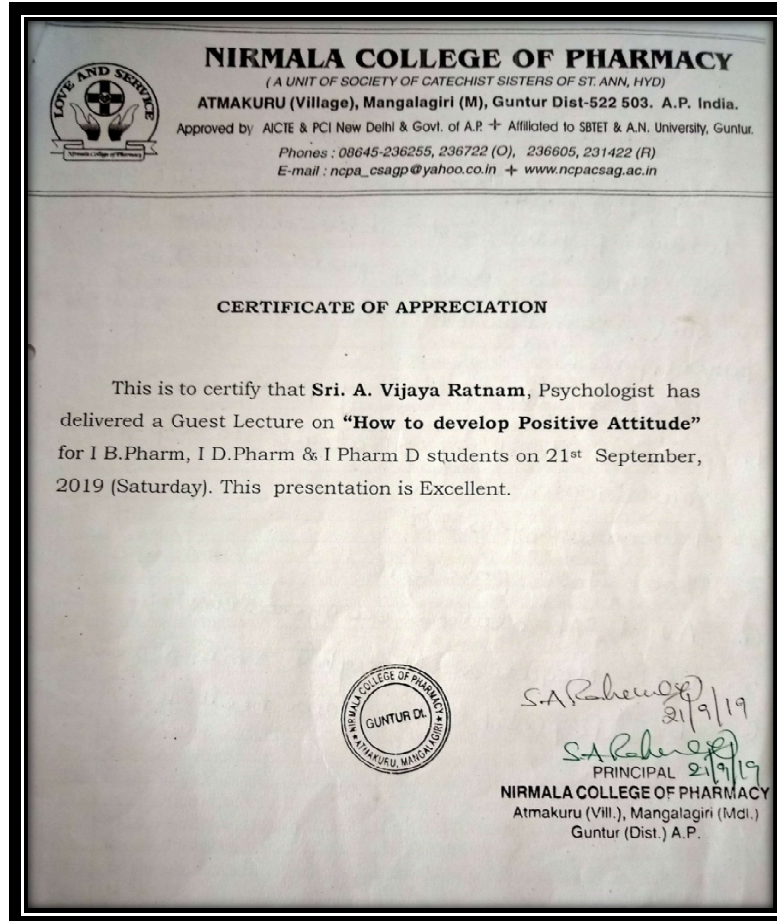 NIRMALA COLLEGE OF PHARMACY
( A UNIT OF SOCIETY OF CATECHIST SISTERS OF ST. ANN, HYD)
ATMAKURU (Village), Mangalagiri (M), Guntur Dist-522 503. A.P. India.
Approved by AICTE & PCI New Delhi & Govt. of A.P. + Affiliated to SBTET & A.N. University, Guntur.
Phones : 08645-236255, 236722 (O), 236605, 231422 (R)
E-mail : ncpa_csagp@yahoo.co.in + www.ncpacsag.ac.in
LOVE AND SERVICE
Nirmala College of Pharmacy
CERTIFICATE OF APPRECIATION
This is to certify that Sri. A. Vijaya Ratnam, Psychologist has
delivered a Guest Lecture on “How to develop Positive Attitude”
for I B.Pharm, I D.Pharm & I Pharm D students on 21st September,
2019 (Saturday). This presentation is Excellent.
NIRMALA COLLEGE OF PHARMACY
GUNTUR Dt.
ATMAKURU, MANGALAGIRI
21/9/19
PRINCIPAL 21/9/19
NIRMALA COLLEGE OF PHARMACY
Atmakuru (Vill.), Mangalagiri (Mdl.)
Guntur (Dist.) A.P.